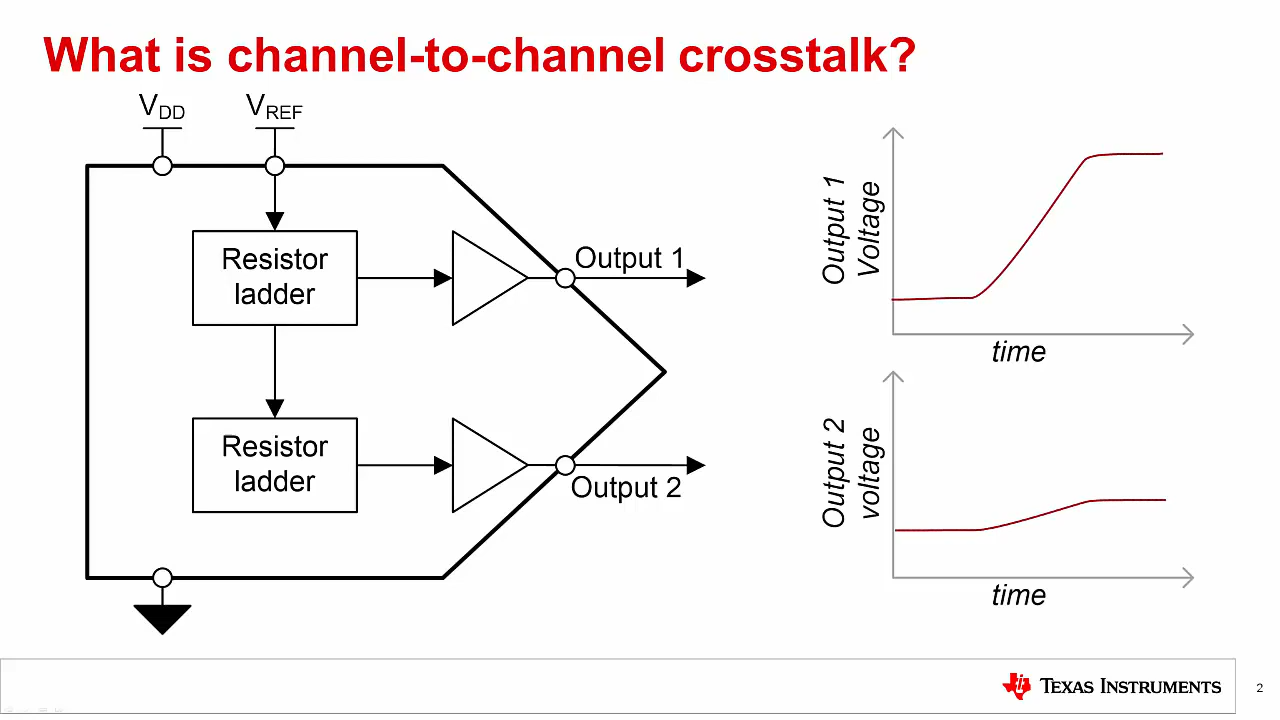 What is channel-to-channel crosstalk?
VDD
VREF
Resistor
ladder
Output 1
Resistor
ladder
Output 2
Output 1
Voltage
time
Output 2
voltage
time
TEXAS INSTRUMENTS
2